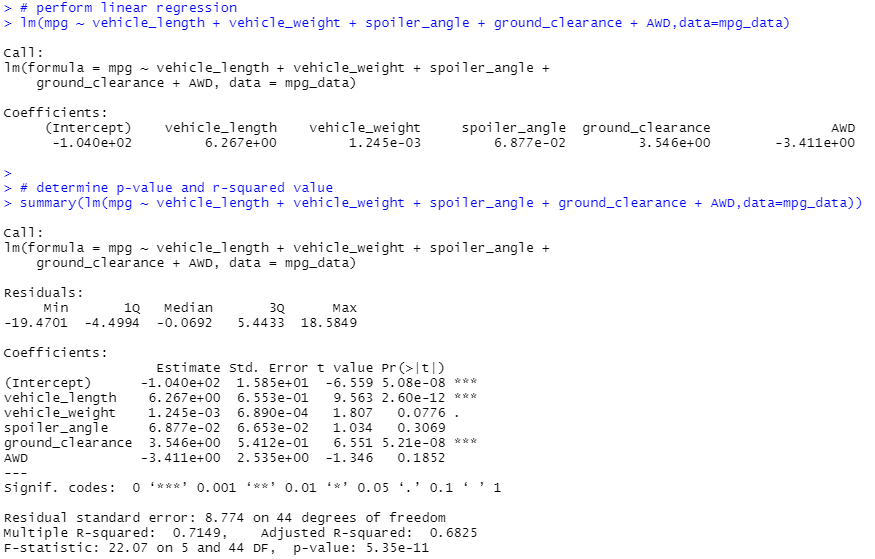 > # perform linear regression
> lm(mpg ~ vehicle_length + vehicle_weight + spoiler_angle + ground_clearance + AWD,data=mpg_data)
Call:
lm(formula = mpg ~ vehicle_length + vehicle_weight + spoiler_angle +
    ground_clearance + AWD, data = mpg_data)
Coefficients:
     (Intercept)    vehicle_length    vehicle_weight     spoiler_angle  ground_clearance               AWD
      -1.040e+02         6.267e+00         1.245e-03         6.877e-02         3.546e+00        -3.411e+00
>
> # determine p-value and r-squared value
> summary(lm(mpg ~ vehicle_length + vehicle_weight + spoiler_angle + ground_clearance + AWD,data=mpg_data))
Call:
lm(formula = mpg ~ vehicle_length + vehicle_weight + spoiler_angle +
    ground_clearance + AWD, data = mpg_data)
Residuals:
     Min       1Q   Median       3Q      Max
-19.4701  -4.4994  -0.0692   5.4433  18.5849
Coefficients:
                   Estimate Std. Error t value Pr(>|t|)
(Intercept)      -1.040e+02  1.585e+01  -6.559 5.08e-08 ***
vehicle_length    6.267e+00  6.553e-01   9.563 2.60e-12 ***
vehicle_weight    1.245e-03  6.890e-04   1.807   0.0776 .
spoiler_angle     6.877e-02  6.653e-02   1.034   0.3069
ground_clearance  3.546e+00  5.412e-01   6.551 5.21e-08 ***
AWD              -3.411e+00  2.535e+00  -1.346   0.1852
---
Signif. codes:  0 ‘***’ 0.001 ‘**’ 0.01 ‘*’ 0.05 ‘.’ 0.1 ‘ ’ 1
Residual standard error: 8.774 on 44 degrees of freedom
Multiple R-squared:  0.7149,    Adjusted R-squared:  0.6825
F-statistic: 22.07 on 5 and 44 DF,  p-value: 5.35e-11